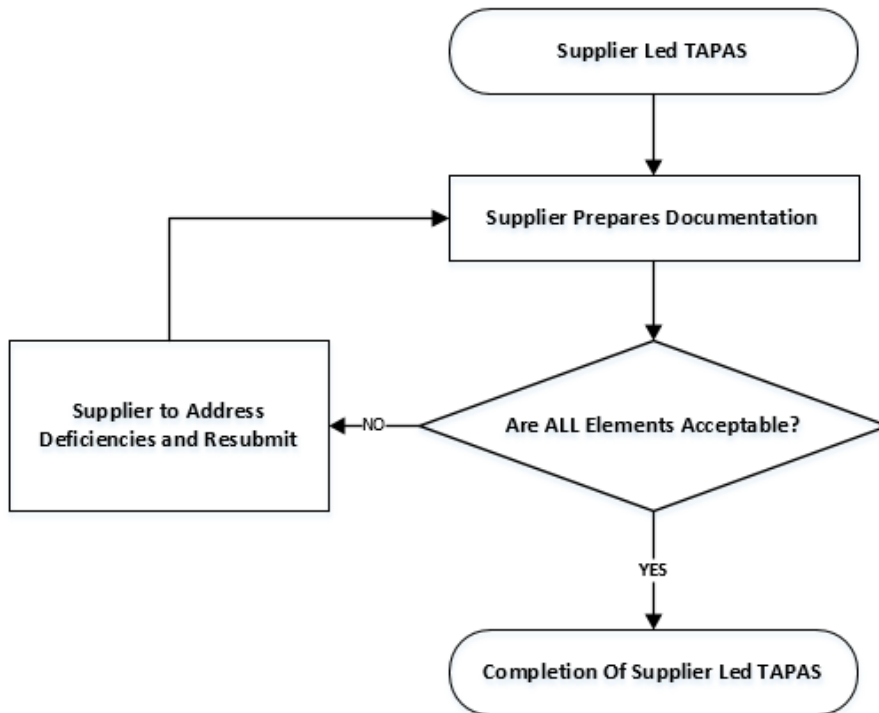 Supplier Led TAPAS
Supplier Prepares Documentation
Supplier to Address
Deficiencies and Resubmit
NO
Are ALL Elements Acceptable?
YES
Completion Of Supplier Led TAPAS